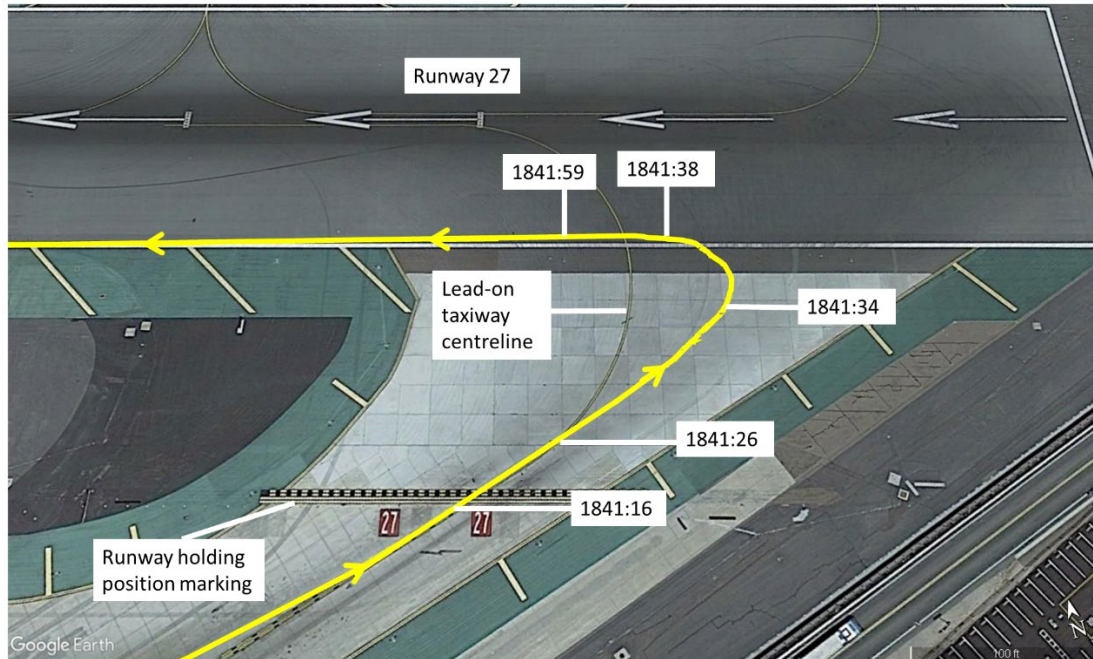 Runway 27
1841:59
1841:38
Lead-on
taxiway
centreline
1841:34
1841:26
1841:16
27
27
Runway holding
position marking
Google Earth
100 ft
N